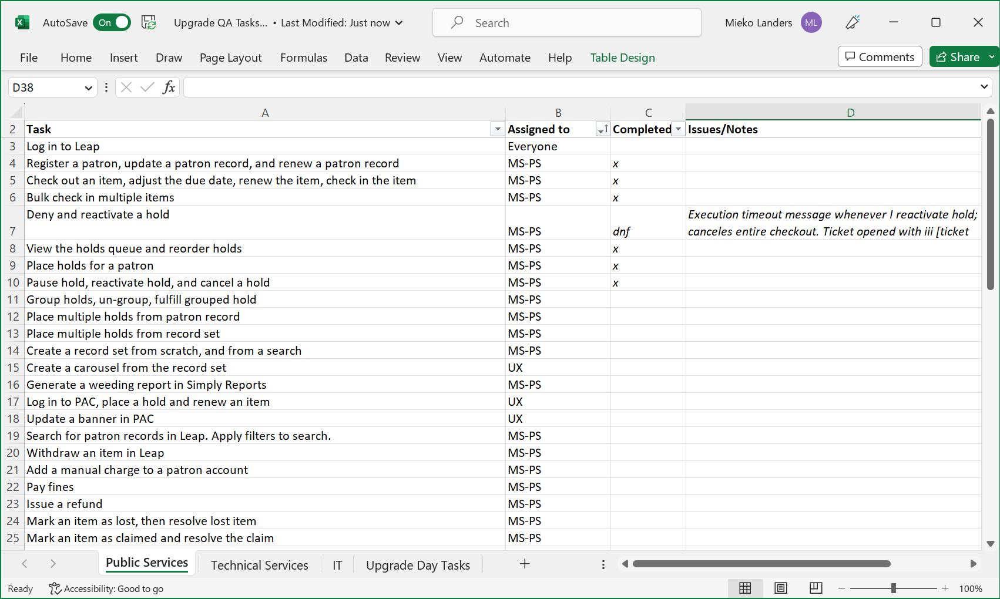 AutoSave On Upgrade QA Tasks... • Last Modified: Just now Search Mieko Landers ML
File Home Insert Draw Page Layout Formulas Data Review View Automate Help Table Design Comments Share
D38 fx
A B C D
2 Task Assigned to Completed Issues/Notes
3 Log in to Leap Everyone
4 Register a patron, update a patron record, and renew a patron record MS-PS x
5 Check out an item, adjust the due date, renew the item, check in the item MS-PS x
6 Bulk check in multiple items MS-PS x
Deny and reactivate a hold Execution timeout message whenever I reactivate hold;
7 MS-PS dnf canceles entire checkout. Ticket opened with iii [ticket
8 View the holds queue and reorder holds MS-PS x
9 Place holds for a patron MS-PS x
10 Pause hold, reactivate hold, and cancel a hold MS-PS x
11 Group holds, un-group, fulfill grouped hold MS-PS
12 Place multiple holds from patron record MS-PS
13 Place multiple holds from record set MS-PS
14 Create a record set from scratch, and from a search MS-PS
15 Create a carousel from the record set UX
16 Generate a weeding report in Simply Reports MS-PS
17 Log in to PAC, place a hold and renew an item UX
18 Update a banner in PAC UX
19 Search for patron records in Leap. Apply filters to search. MS-PS
20 Withdraw an item in Leap MS-PS
21 Add a manual charge to a patron account MS-PS
22 Pay fines MS-PS
23 Issue a refund MS-PS
24 Mark an item as lost, then resolve lost item MS-PS
25 Mark an item as claimed and resolve the claim MS-PS
Public Services Technical Services IT Upgrade Day Tasks
Ready Accessibility: Good to go 100%